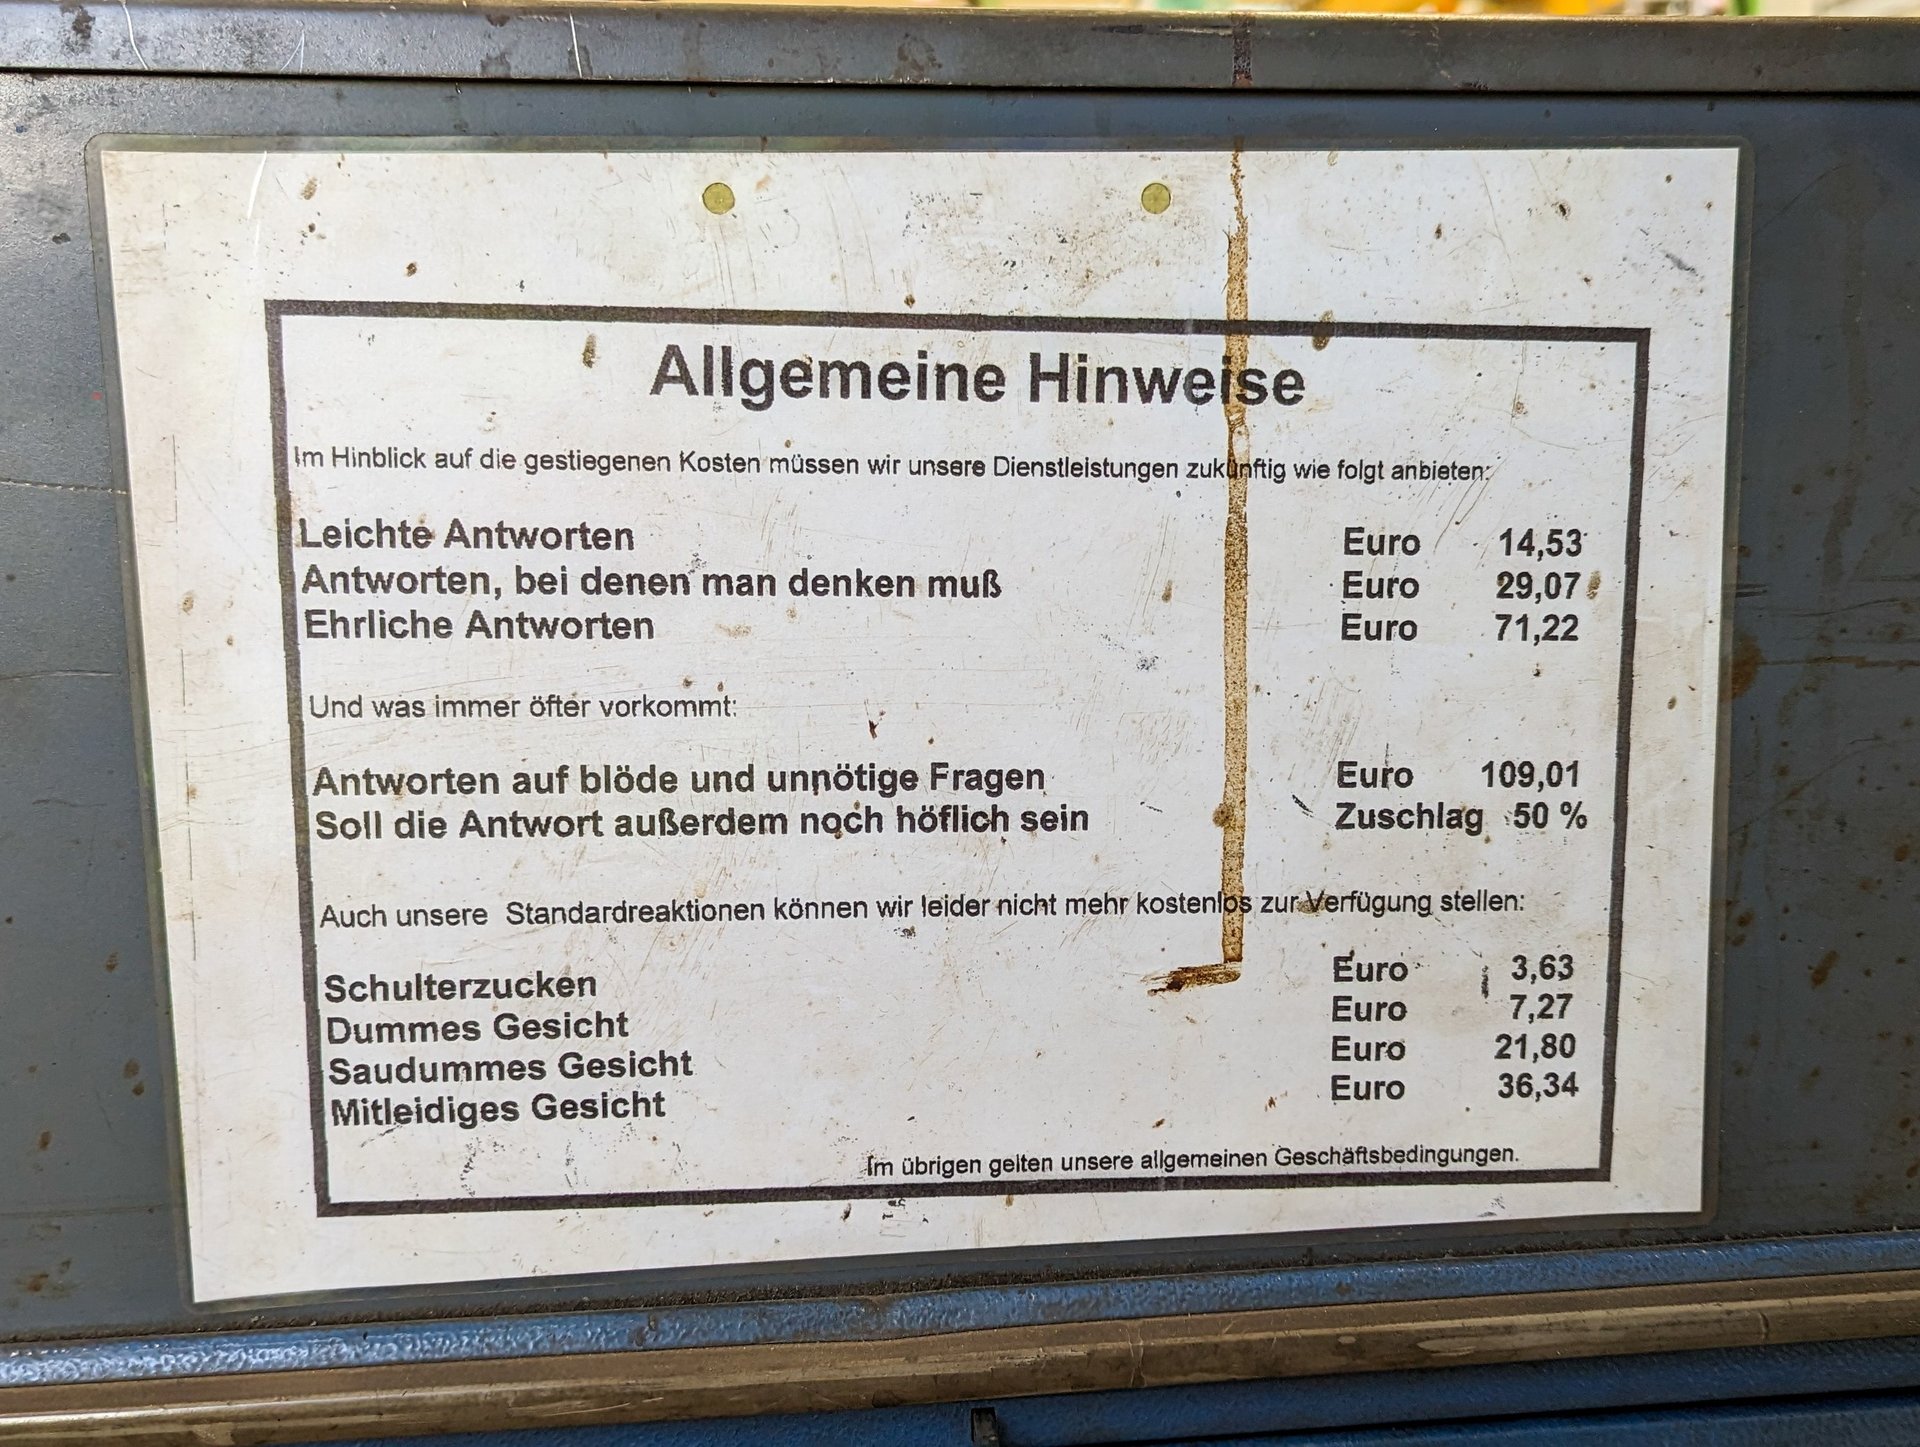 Allgemeine Hinweise
Im Hinblick auf die gestiegenen Kosten müssen wir unsere Dienstleistungen zukünftig wie folgt anbieten:
Leichte Antworten Euro 14,53
Antworten, bei denen man denken muß Euro 29,07
Ehrliche Antworten Euro 71,22
Und was immer öfter vorkommt:
Antworten auf blöde und unnötige Fragen Euro 109,01
Soll die Antwort außerdem noch höflich sein Zuschlag 50 %
Auch unsere Standardreaktionen können wir leider nicht mehr kostenlos zur Verfügung stellen:
Schulterzucken Euro 3,63
Dummes Gesicht Euro 7,27
Saudummes Gesicht Euro 21,80
Mitleidiges Gesicht Euro 36,34
Im übrigen gelten unsere allgemeinen Geschäftsbedingungen.